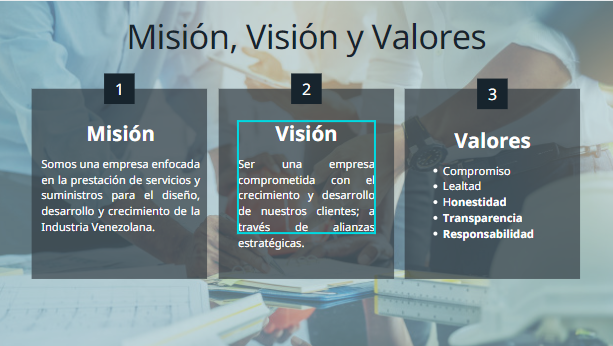 Misión, Visión y Valores
1
Misión
Somos una empresa enfocada
en la prestación de servicios y
suministros para el diseño,
desarrollo y crecimiento de la
Industria Venezolana.
2
Visión
Ser una empresa
comprometida con el
crecimiento y desarrollo
de nuestros clientes; a
través de alianzas
estratégicas.
3
Valores
• Compromiso
• Lealtad
• Honestidad
• Transparencia
• Responsabilidad